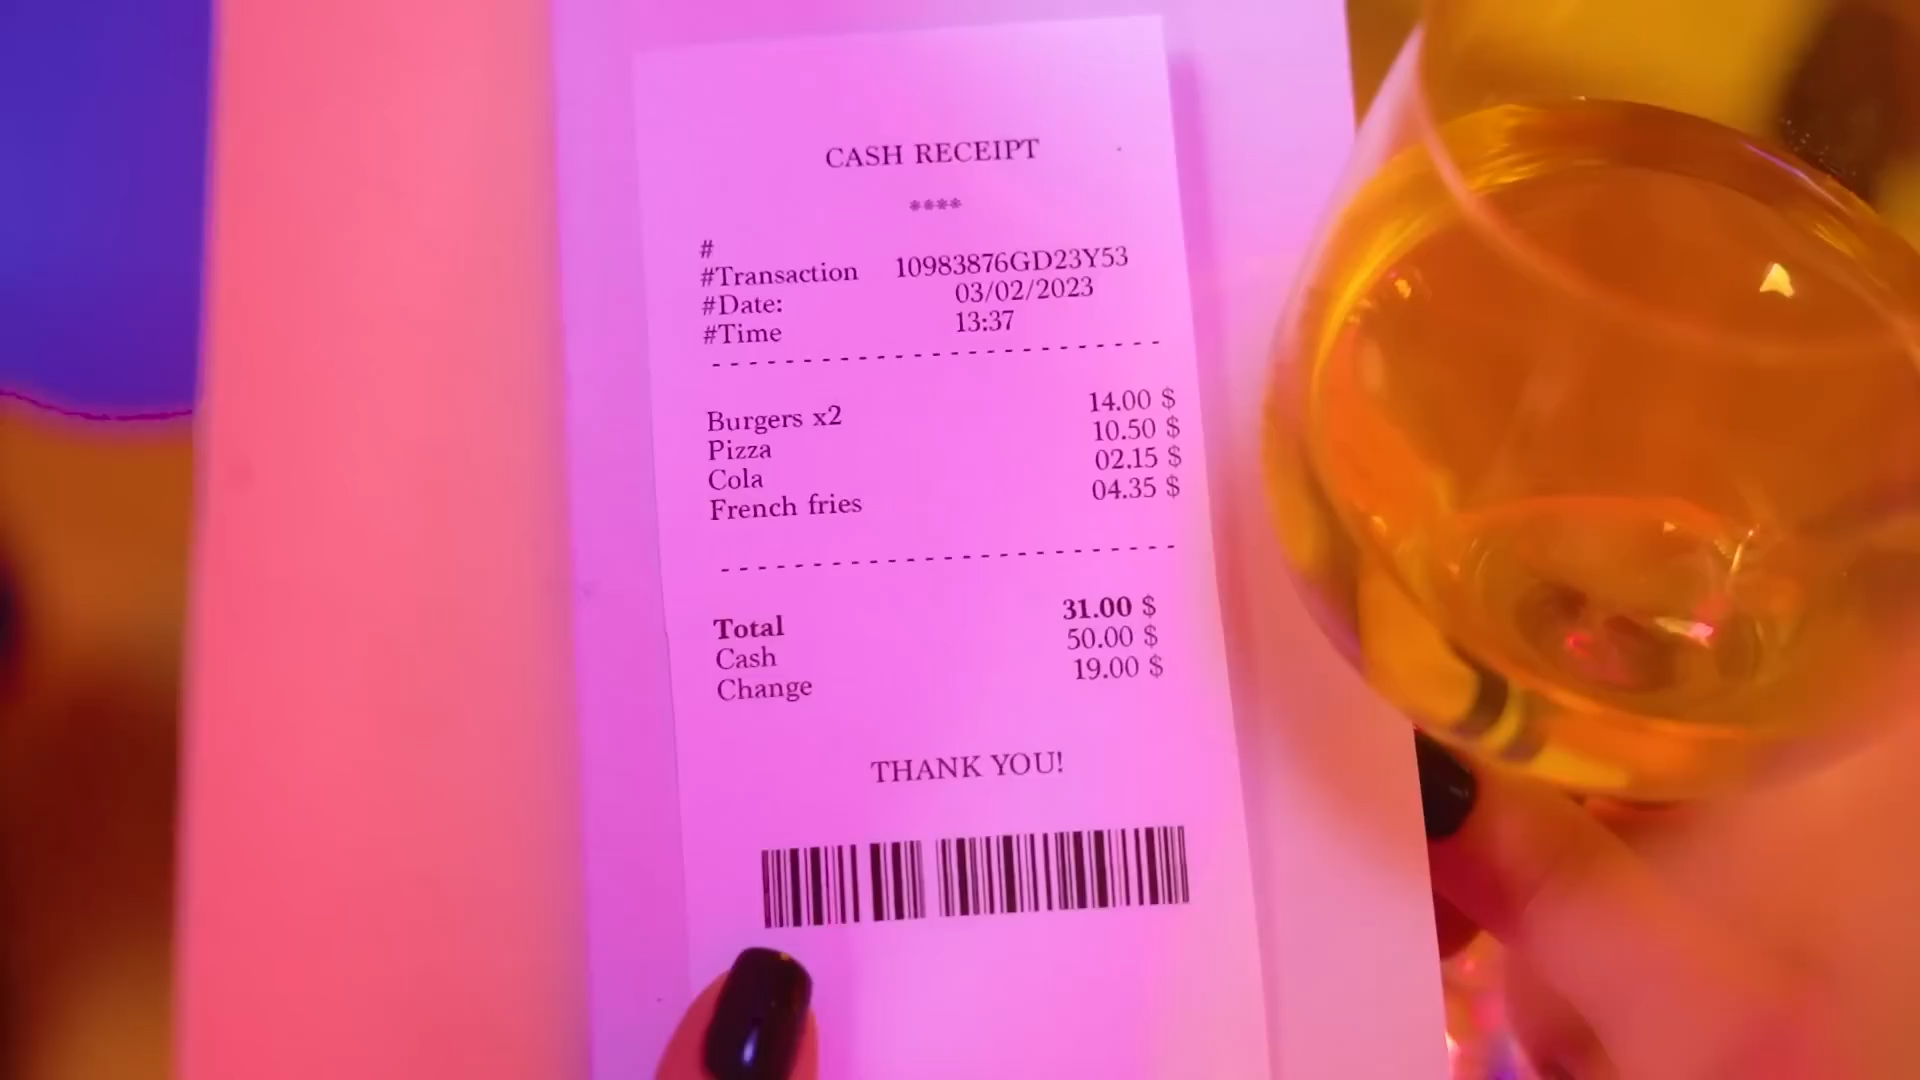 CASH RECEIPT
****
#
#Transaction 10983876GD23Y53
#Date: 03/02/2023
#Time 13:37
- - - - - - - - - - - - - - - - - - - - - - - - -
Burgers x2 14.00 $
Pizza 10.50 $
Cola 02.15 $
French fries 04.35 $
- - - - - - - - - - - - - - - - - - - - - - - - -
Total 31.00 $
Cash 50.00 $
Change 19.00 $
THANK YOU!